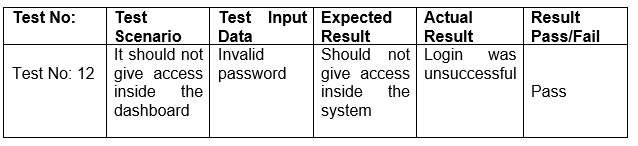 Test No:
Test
Scenario
Test Input
Data
Expected
Result
Actual
Result
Result
Pass/Fail
Test No: 12
It should not
give access
inside the
dashboard
Invalid
password
Should not
give access
inside the
system
Login was
unsuccessful
Pass